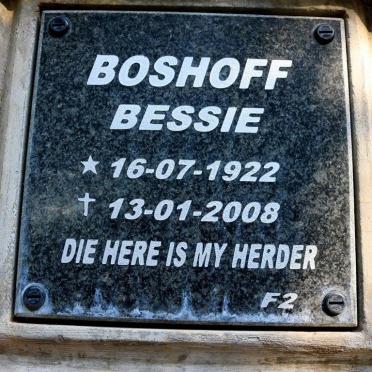 BOSHOFF
BESSIE
★ 16-07-1922
✝ 13-01-2008
DIE HERE IS MY HERDER
F2